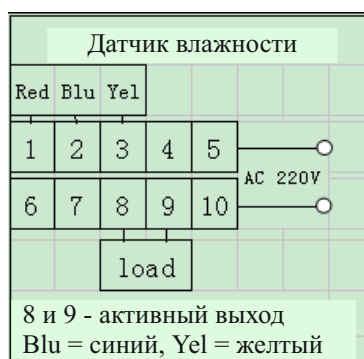 Датчик влажности
Red Blu Yel
1 2 3 4 5
AC 220V
6 7 8 9 10
load
8 и 9 - активный выход
Blu = синий, Yel = желтый